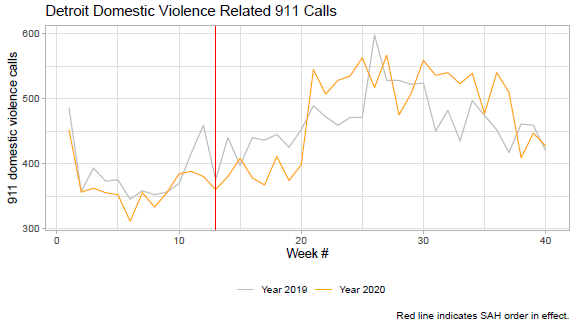 Detroit Domestic Violence Related 911 Calls
911 domestic violence calls
600
500
400
300
0
10
20
30
40
Week #
Year 2019
Year 2020
Red line indicates SAH order in effect.